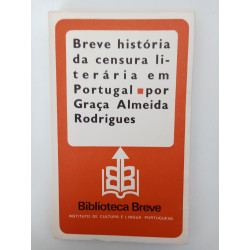 Breve história
da censura li-
terária em
Portugal ■ por
Graça Almeida
Rodrigues
Biblioteca Breve
INSTITUTO DE CULTURA E LÍNGUA PORTUGUESA